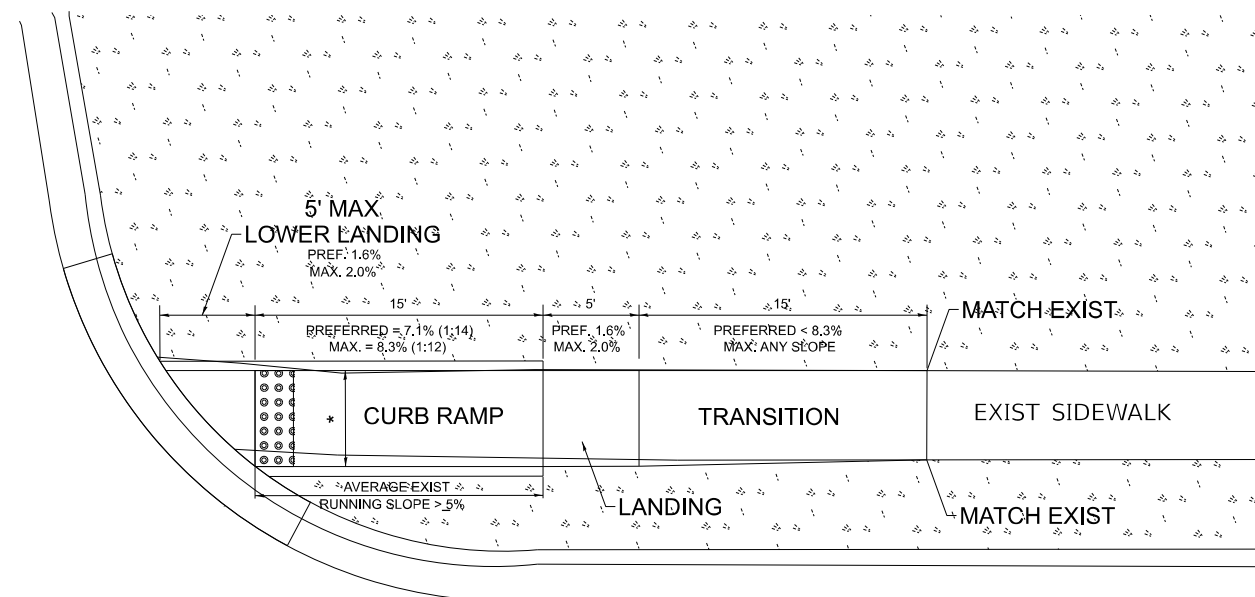 5' MAX
LOWER LANDING
PREF. 1.6%
MAX. 2.0%
15'
5'
15'
PREFERRED = 7.1% (1:14)
MAX. = 8.3% (1:12)
PREF. 1.6%
MAX. 2.0%
PREFERRED < 8.3%
MAX. ANY SLOPE
MATCH EXIST
*
CURB RAMP
TRANSITION
EXIST SIDEWALK
AVERAGE EXIST
RUNNING SLOPE > 5%
LANDING
MATCH EXIST